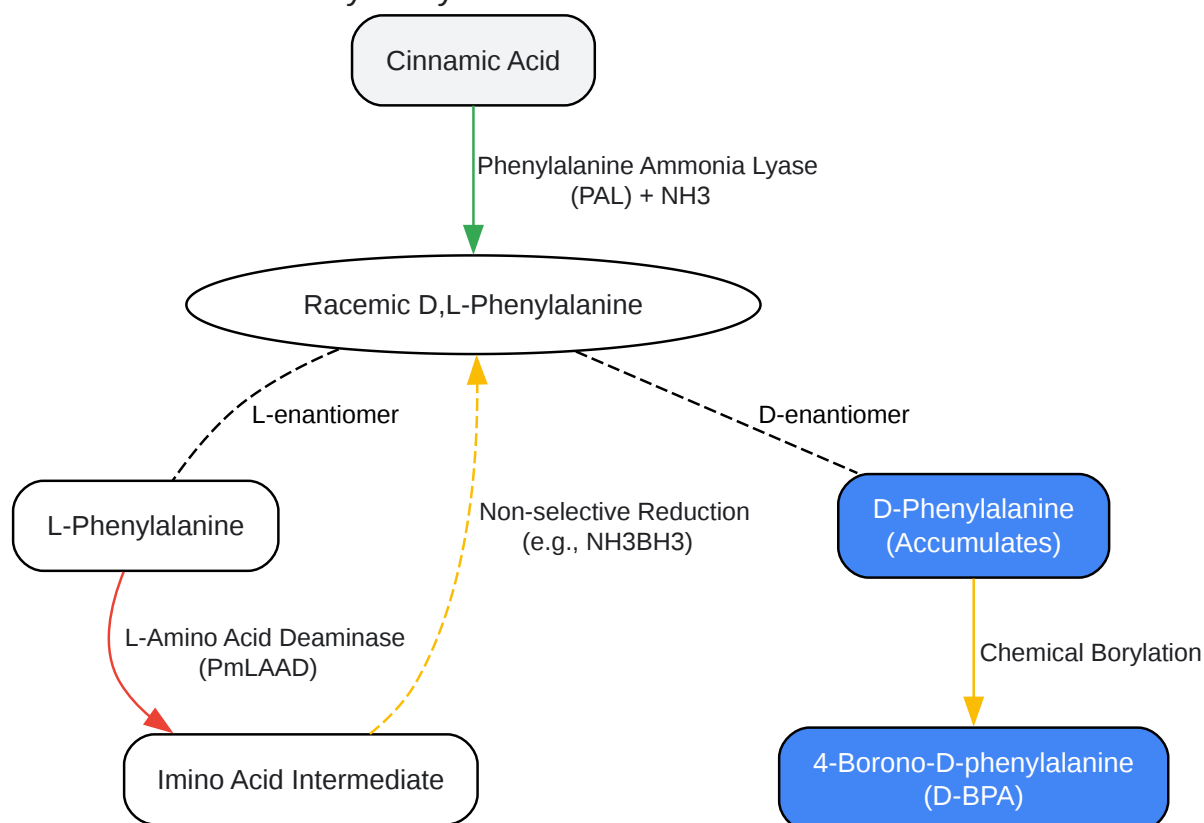 Cinnamic Acid
Phenylalanine Ammonia Lyase
(PAL) + NH3
Racemic D,L-Phenylalanine
L-enantiomer
D-enantiomer
L-Phenylalanine
Non-selective Reduction
(e.g., NH3BH3)
D-Phenylalanine
(Accumulates)
L-Amino Acid Deaminase
(PmLAAD)
Chemical Borylation
Imino Acid Intermediate
4-Borono-D-phenylalanine
(D-BPA)